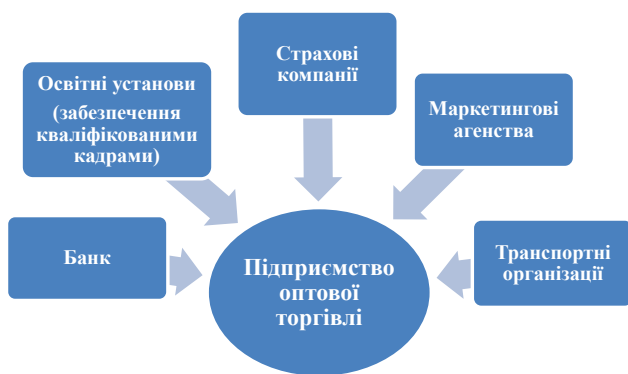 Страхові
компанії
Освітні установи
(забезпечення
кваліфікованими
кадрами)
Маркетингові
агенства
Банк
Підприємство
оптової
торгівлі
Транспортні
організації